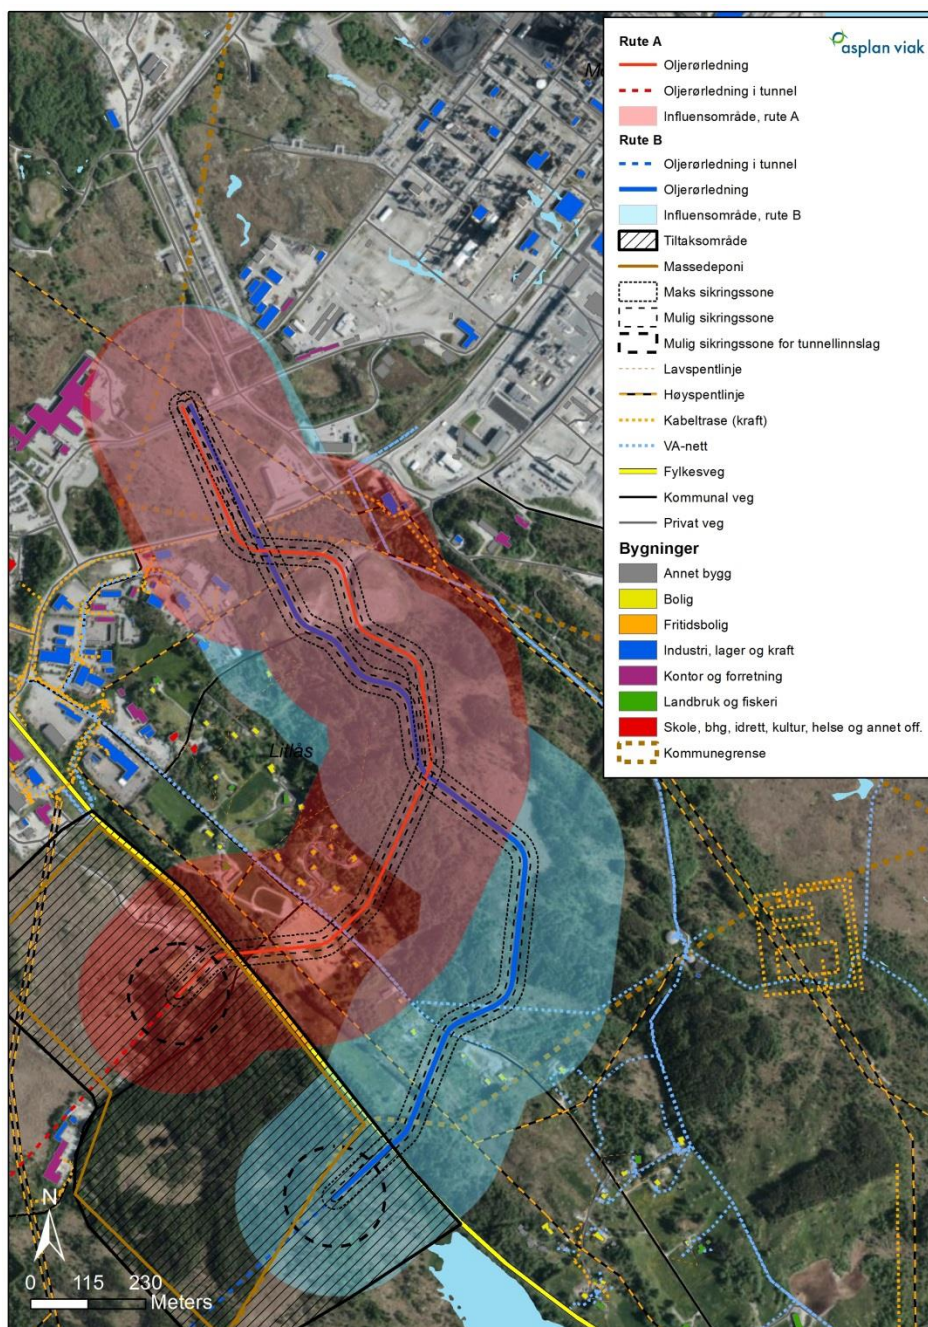 Rute A
asplan viak
Oljerørledning
Oljerørledning i tunnel
Influensområde, rute A
Rute B
Oljerørledning i tunnel
Oljerørledning
Influensområde, rute B
Tiltaksområde
Massedeponi
Maks sikringssone
Mulig sikringssone
Mulig sikringssone for tunnellinnslag
Lavspentlinje
Høyspentlinje
Kabeltrase (kraft)
VA-nett
Fylkesveg
Kommunal veg
Privat veg
Bygninger
Annet bygg
Bolig
Fritidsbolig
Industri, lager og kraft
Kontor og forretning
Landbruk og fiskeri
Skole, bhg, idrett, kultur, helse og annet off.
Kommunegrense
Litlås
N
0 115 230
Meters